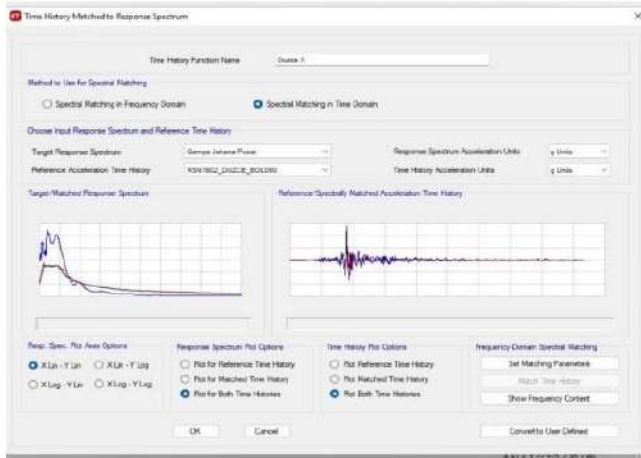 Time History Matched to Response Spectrum
Time History Function Name
Duzce X
Method to Use for Spectral Matching
Spectral Matching in Frequency Domain
Spectral Matching in Time Domain
Choose Input Response Spectrum and Reference Time History
Target Response Spectrum
Gempa Jakarta Pusat
Response Spectrum Acceleration Units
g Units
Reference Acceleration Time History
RSN1602_DUZCE_BOL090
Time History Acceleration Units
g Units
Target/Matched Response Spectrum
Reference/Spectrally Matched Acceleration Time History
Resp. Spec. Plot Axes Options
X Lin - Y Lin
X Lin - Y Log
X Log - Y Lin
X Log - Y Log
Response Spectrum Plot Options
Plot for Reference Time History
Plot for Matched Time History
Plot for Both Time Histories
Time History Plot Options
Plot Reference Time History
Plot Matched Time History
Plot Both Time Histories
Frequency-Domain Spectral Matching
Set Matching Parameters
Match Time History
Show Frequency Content
OK
Cancel
Convert to User Defined